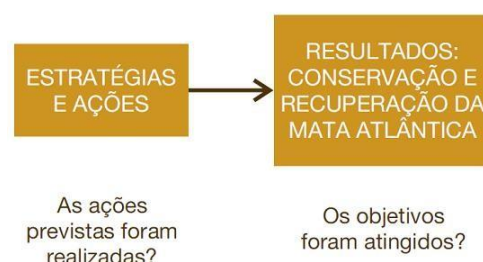 ESTRATÉGIAS
E AÇÕES
RESULTADOS:
CONSERVAÇÃO E
RECUPERAÇÃO DA
MATA ATLÂNTICA
As ações
previstas foram
realizadas?
Os objetivos
foram atingidos?